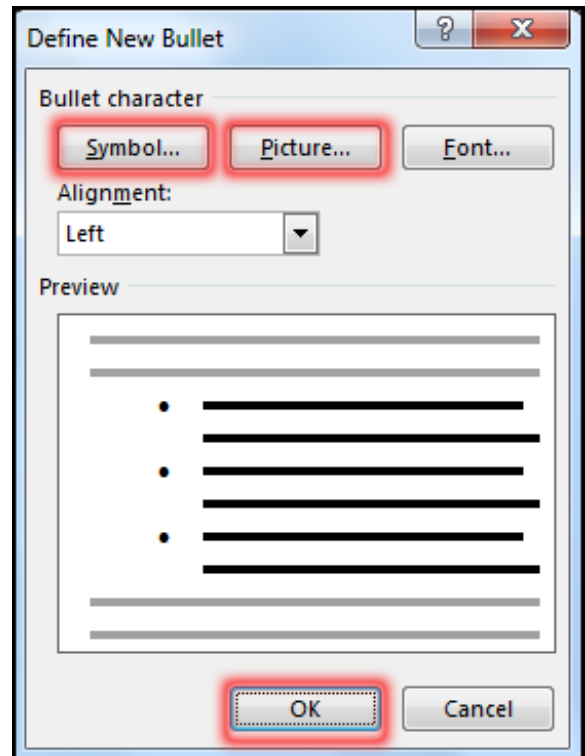 Define New Bullet ?
Bullet character
Symbol... Picture... Font...
Alignment:
Left
Preview
OK Cancel